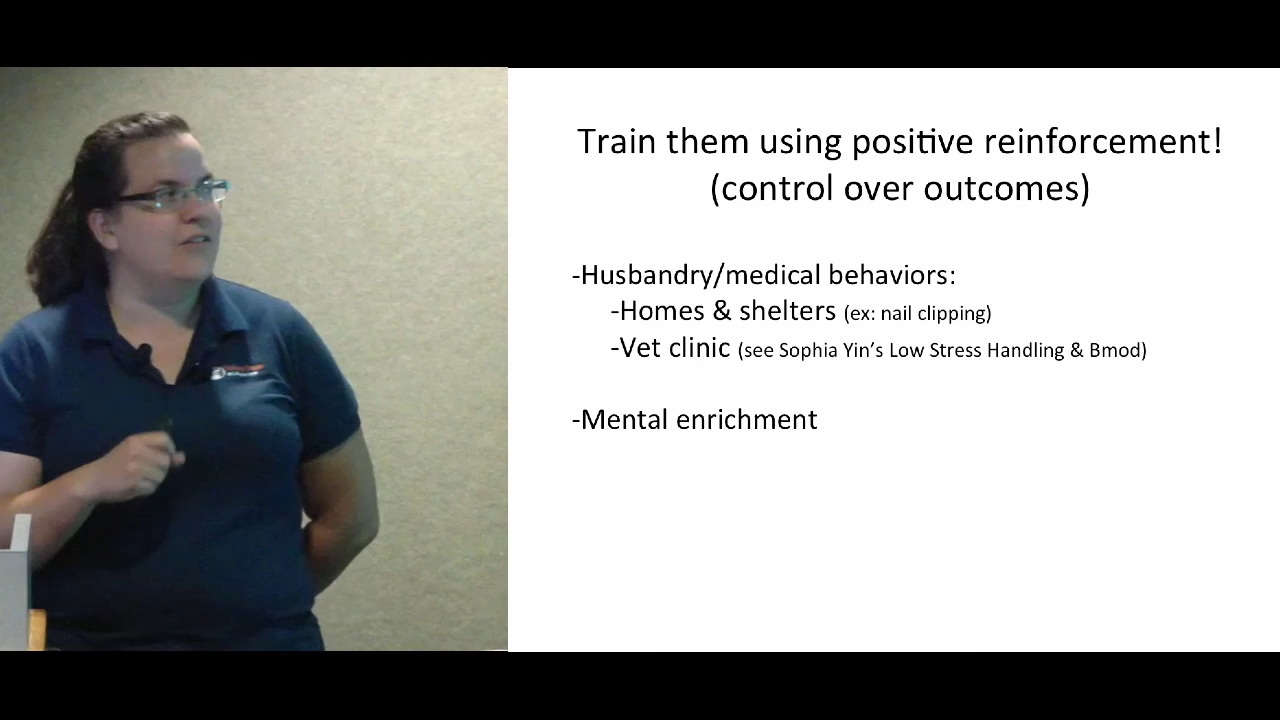 Train them using positive reinforcement!
(control over outcomes)
-Husbandry/medical behaviors:
-Homes & shelters (ex: nail clipping)
-Vet clinic (see Sophia Yin's Low Stress Handling & Bmod)
-Mental enrichment